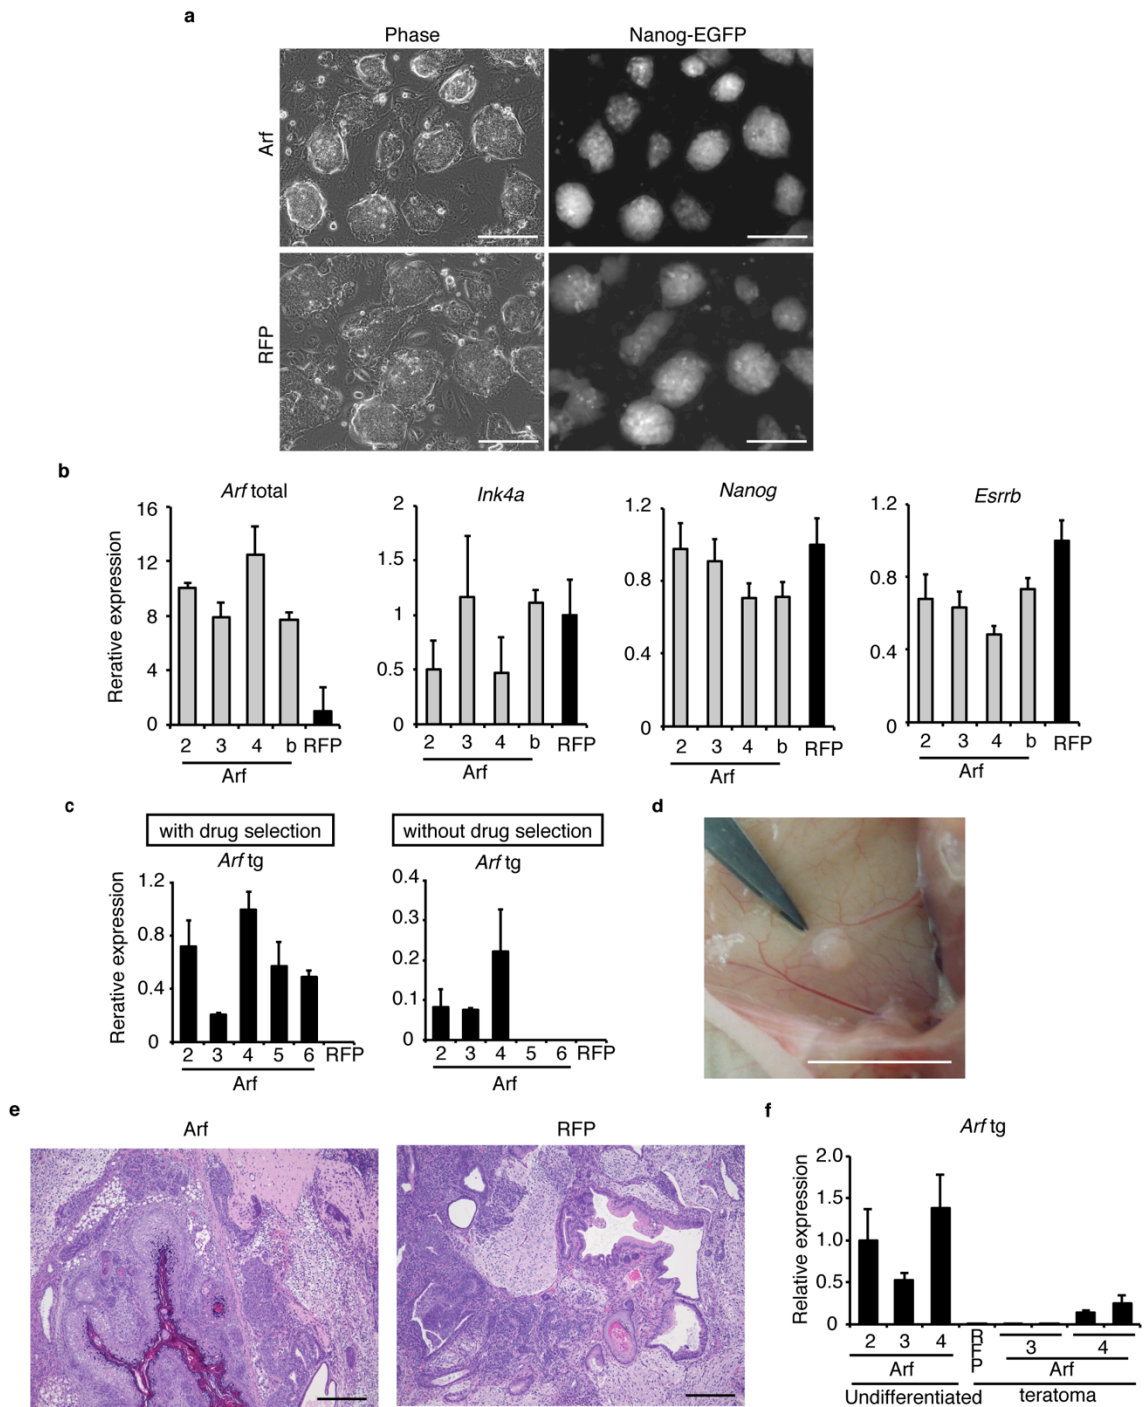 a
Phase Nanog-EGFP
Arf
RFP
b
Arf total Ink4a Nanog Esrrb
Rerative expression
16
12
8
4
0
2 3 4 b RFP
Arf
2
1.5
1
0.5
0
2 3 4 b RFP
Arf
1.2
0.8
0.4
0
2 3 4 b RFP
Arf
1.2
0.8
0.4
0
2 3 4 b RFP
Arf
c
with drug selection
Arf tg
Rerative expression
1.2
0.8
0.4
0
2 3 4 5 6 RFP
Arf
without drug selection
Arf tg
0.4
0.3
0.2
0.1
0
2 3 4 5 6 RFP
Arf
d
e
Arf RFP
f
Arf tg
Relative expression
2.0
1.5
1.0
0.5
0
2 3 4 RFP 3 4
Arf Arf
Undifferentiated teratoma